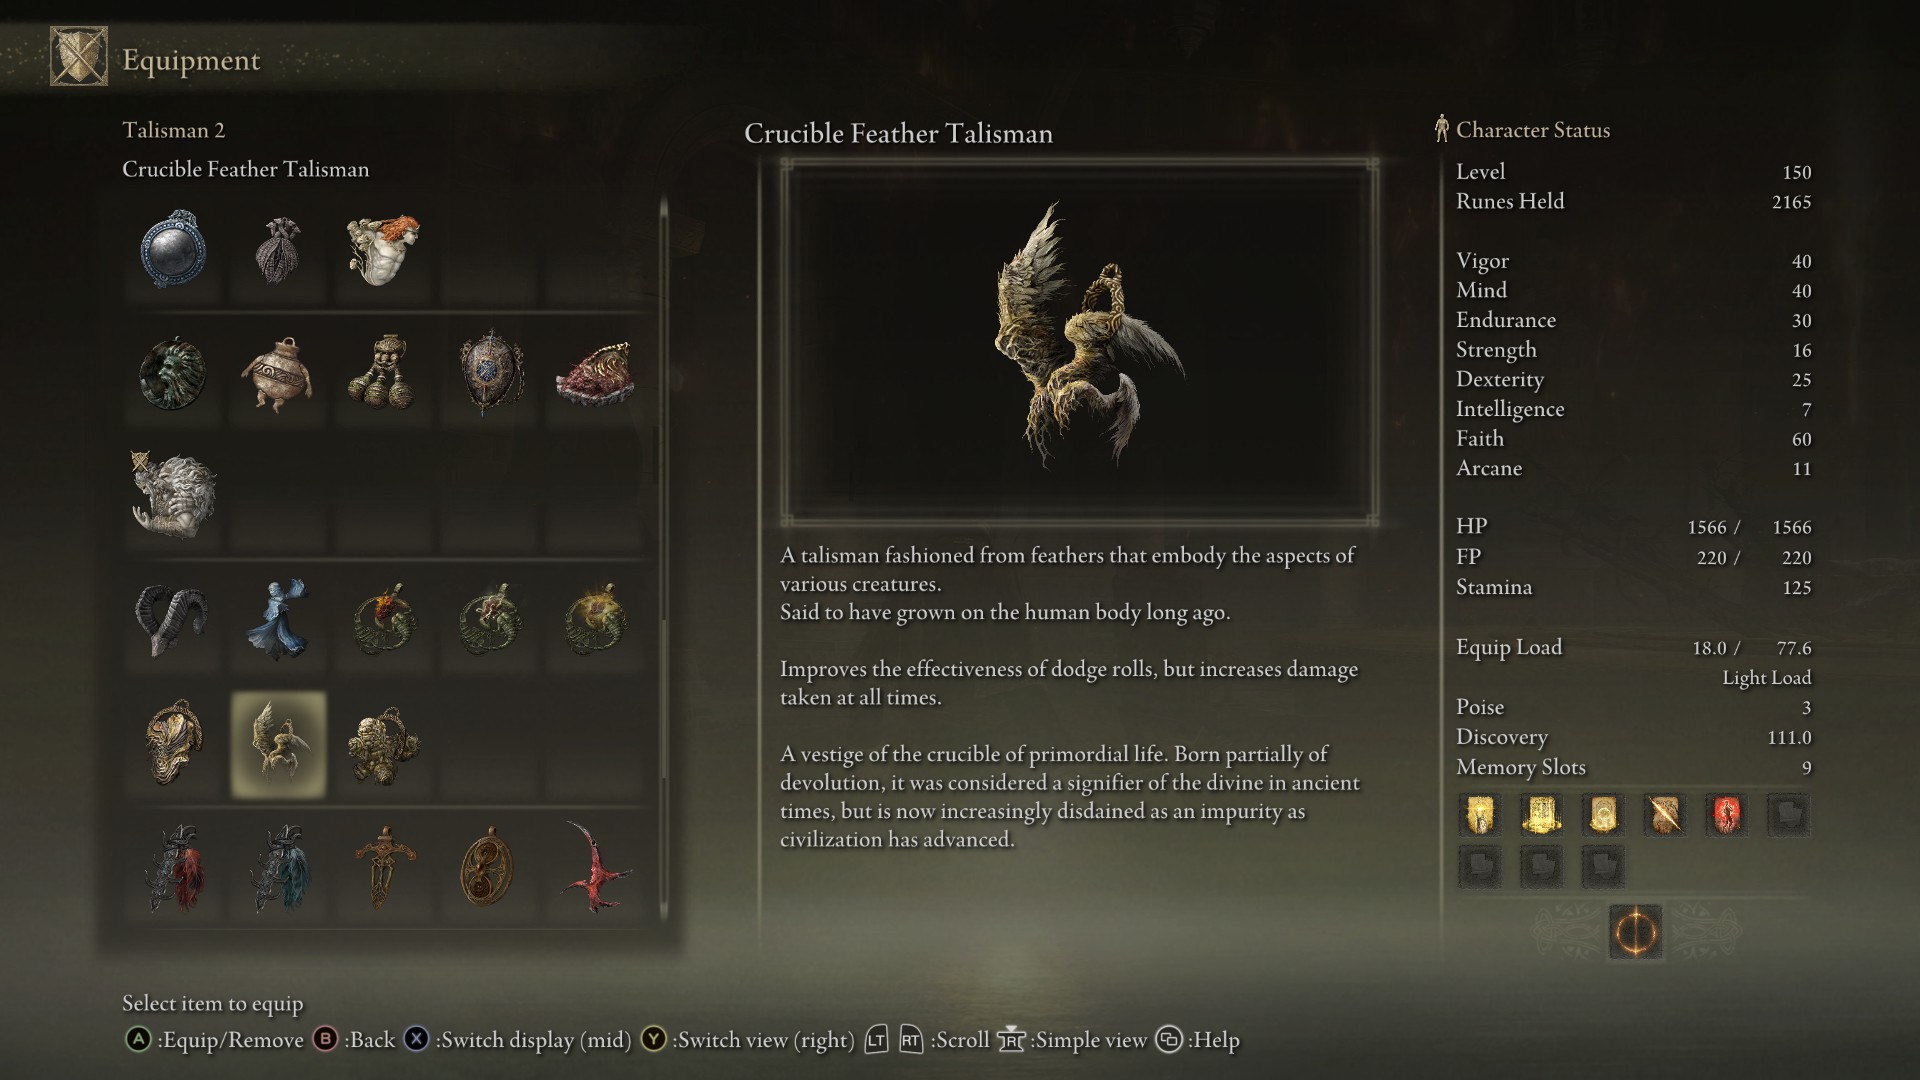 Equipment
Talisman 2
Crucible Feather Talisman
Crucible Feather Talisman
A talisman fashioned from feathers that embody the aspects of
various creatures.
Said to have grown on the human body long ago.
Improves the effectiveness of dodge rolls, but increases damage
taken at all times.
A vestige of the crucible of primordial life. Born partially of
devolution, it was considered a signifier of the divine in ancient
times, but is now increasingly disdained as an impurity as
civilization has advanced.
Character Status
Level 150
Runes Held 2165
Vigor 40
Mind 40
Endurance 30
Strength 16
Dexterity 25
Intelligence 7
Faith 60
Arcane 11
HP 1566 / 1566
FP 220 / 220
Stamina 125
Equip Load 18.0 / 77.6
Light Load
Poise 3
Discovery 111.0
Memory Slots 9
Select item to equip
A :Equip/Remove B :Back X :Switch display (mid) Y :Switch view (right) LT RT :Scroll R :Simple view :Help